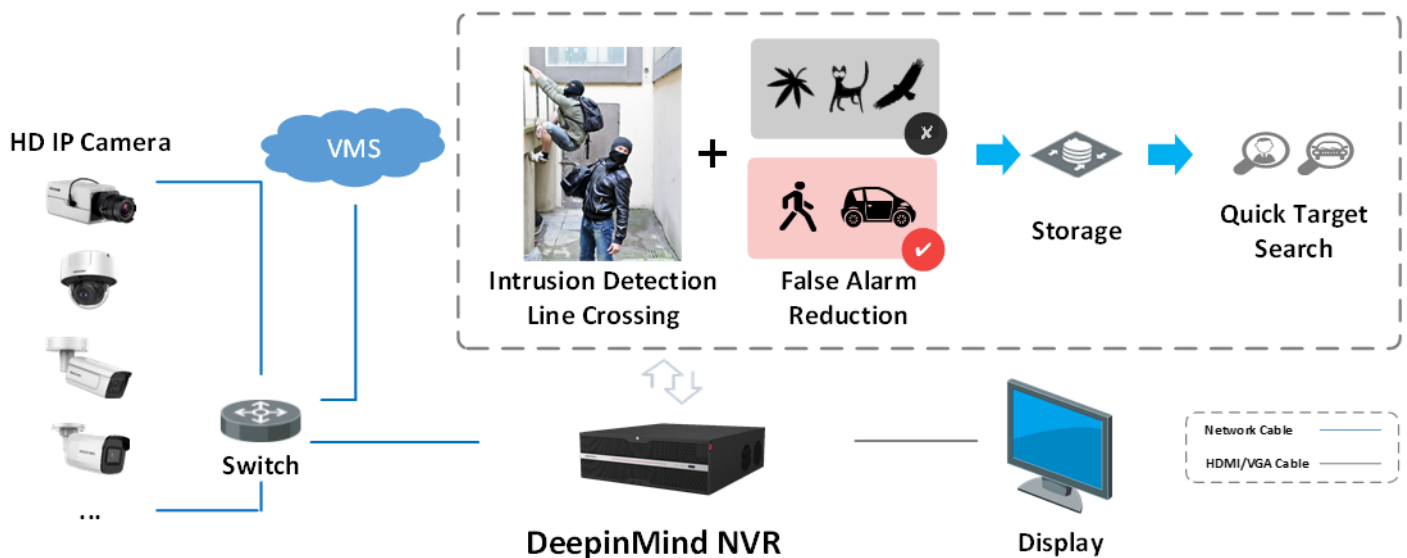 HD IP Camera
VMS
Intrusion Detection
Line Crossing
+
False Alarm
Reduction
Storage
Quick Target
Search
Switch
...
DeepinMind NVR
Display
Network Cable
HDMI/VGA Cable